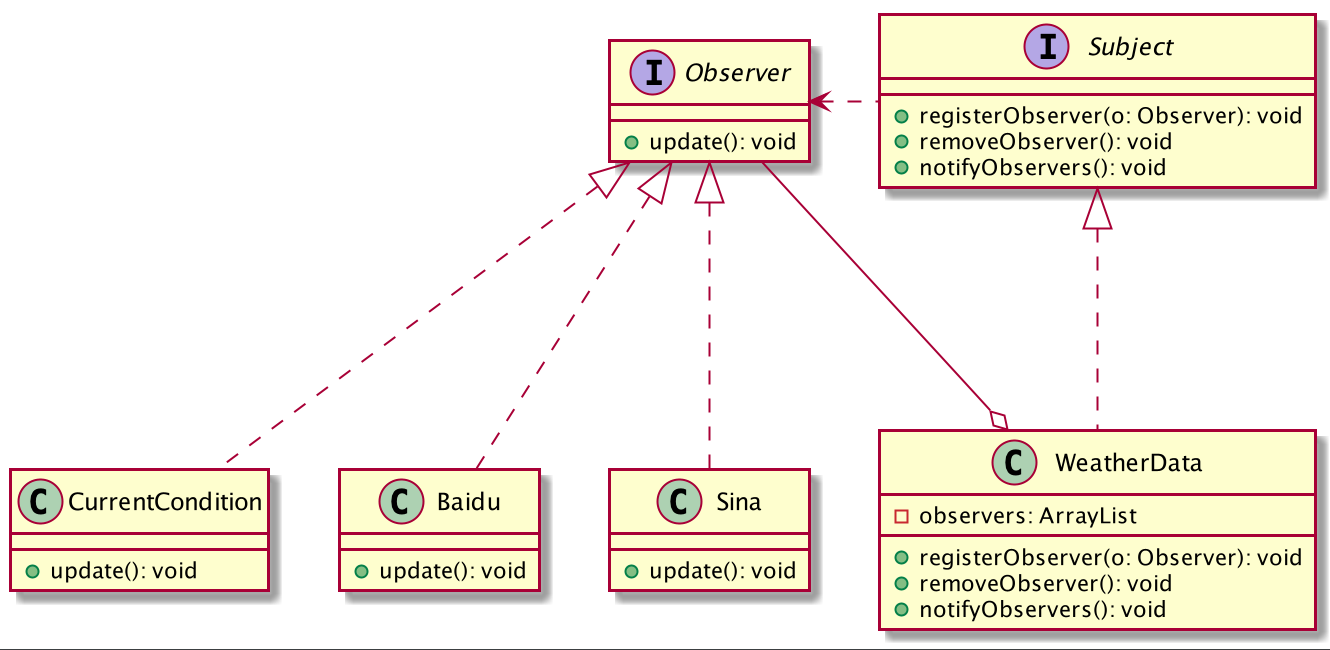 I Observer
update(): void
I Subject
registerObserver(o: Observer): void
removeObserver(): void
notifyObservers(): void
C CurrentCondition
update(): void
C Baidu
update(): void
C Sina
update(): void
C WeatherData
observers: ArrayList
registerObserver(o: Observer): void
removeObserver(): void
notifyObservers(): void